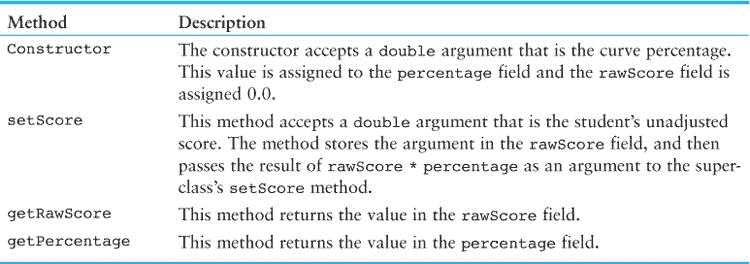 Method Description
Constructor The constructor accepts a double argument that is the curve percentage.
This value is assigned to the percentage field and the rawScore field is
assigned 0.0.
setScore This method accepts a double argument that is the student’s unadjusted
score. The method stores the argument in the rawScore field, and then
passes the result of rawScore * percentage as an argument to the super-
class’s setScore method.
getRawScore This method returns the value in the rawScore field.
getPercentage This method returns the value in the percentage field.